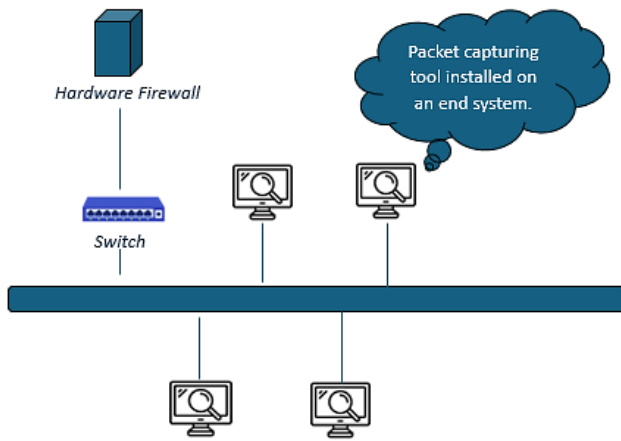 Packet capturing
tool installed on
an end system.
Hardware Firewall
Switch